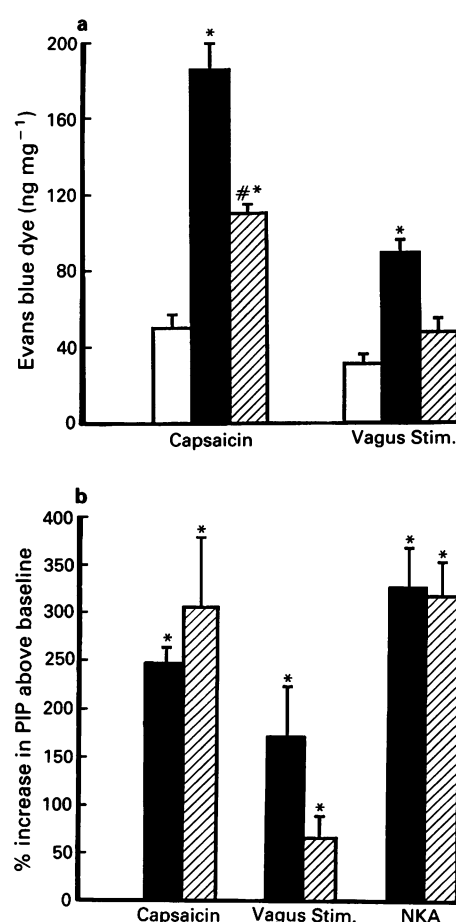 a
200
160
120
80
40
0
Evans blue dye (ng mg⁻¹)
*
#*
*
Capsaicin
Vagus Stim.
b
400
350
300
250
200
150
100
50
0
% increase in PIP above baseline
*
*
*
*
*
*
Capsaicin
Vagus Stim.
NKA